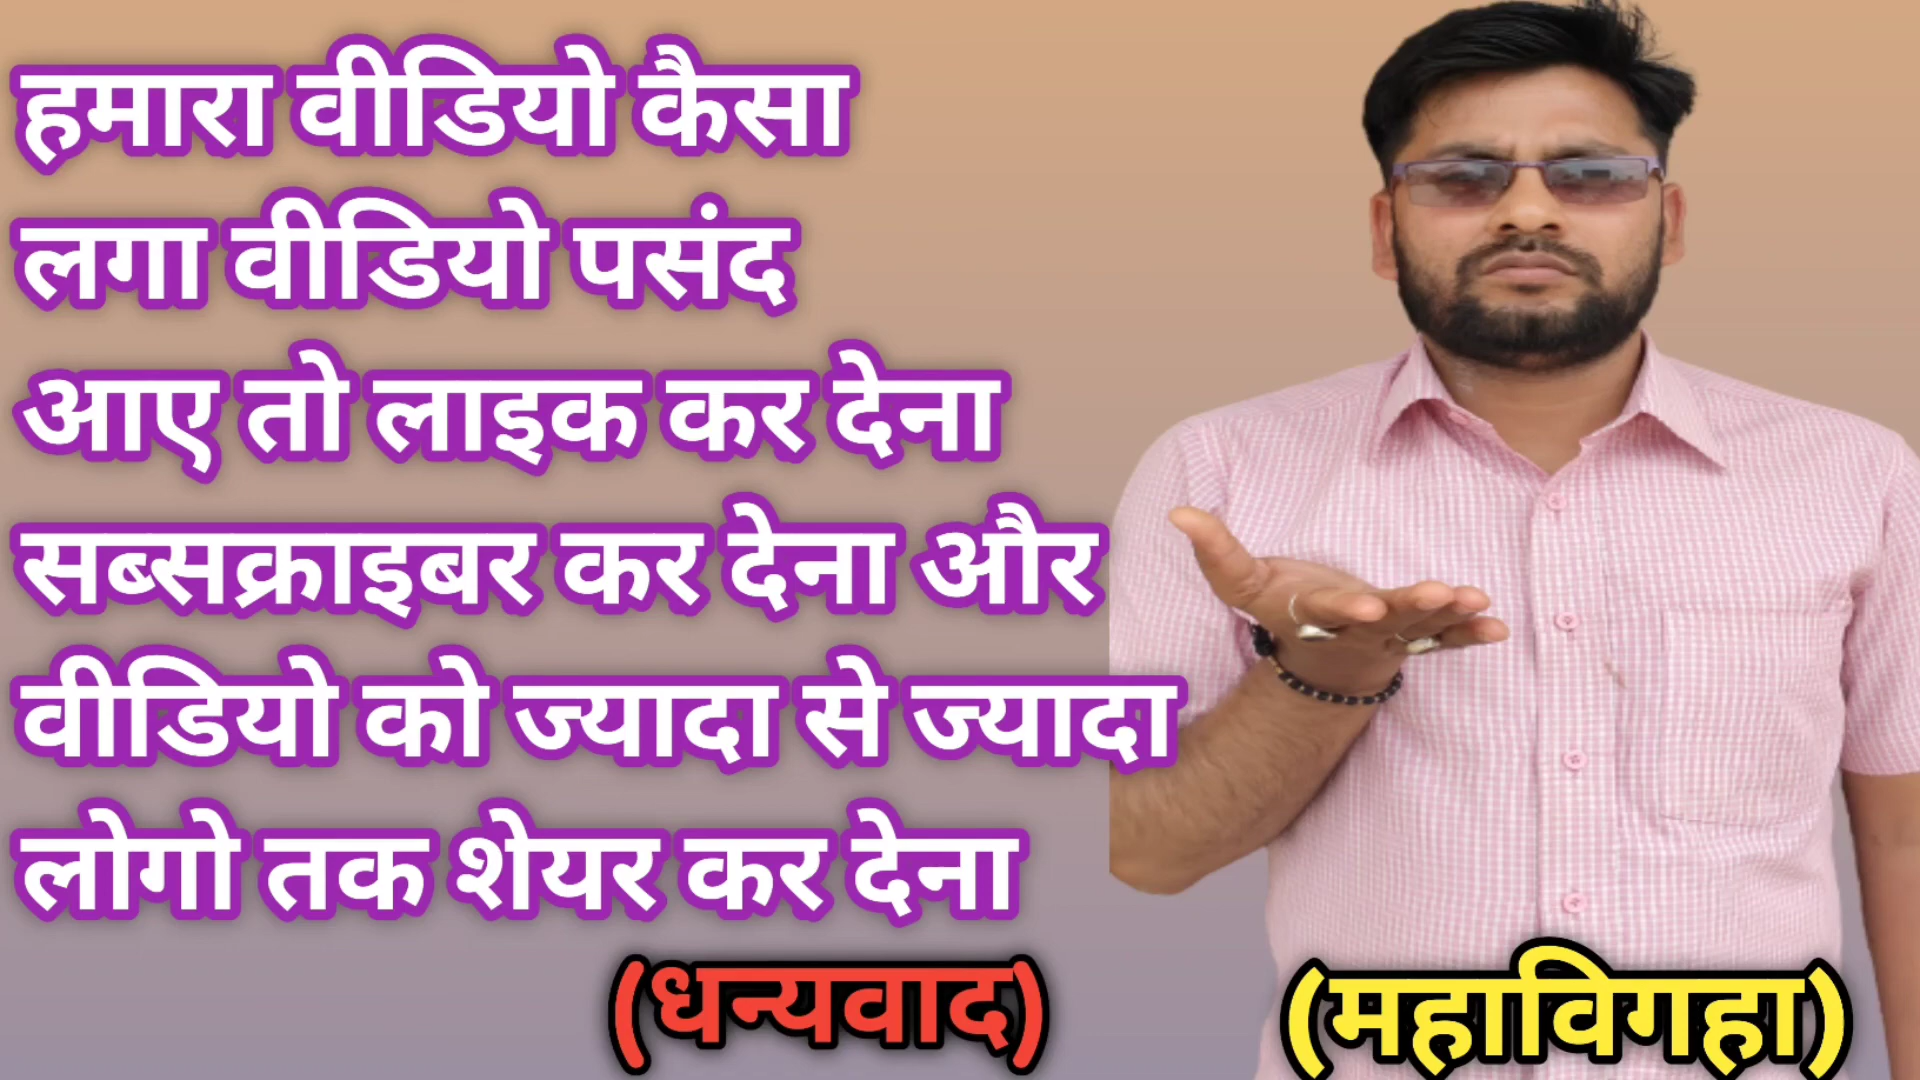 हमारा वीडियो कैसा
लगा वीडियो पसंद
आए तो लाइक कर देना
सब्सक्राइबर कर देना और
वीडियो को ज्यादा से ज्यादा
लोगो तक शेयर कर देना
(धन्यवाद)
(महाविगहा)